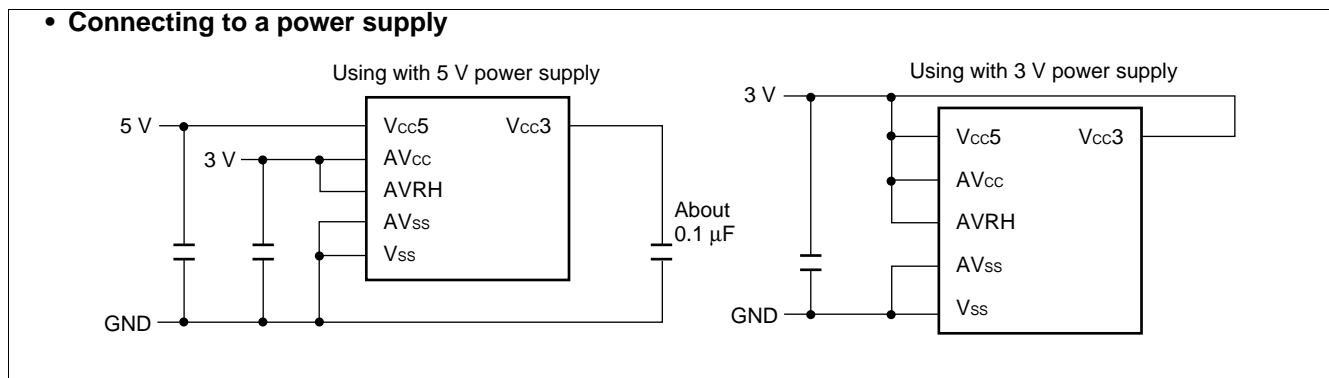 • Connecting to a power supply
Using with 5 V power supply
5 V
3 V
GND
Vcc5
Vcc3
AVcc
AVRH
AVss
Vss
About
0.1 μF
Using with 3 V power supply
3 V
GND
Vcc5
Vcc3
AVcc
AVRH
AVss
Vss